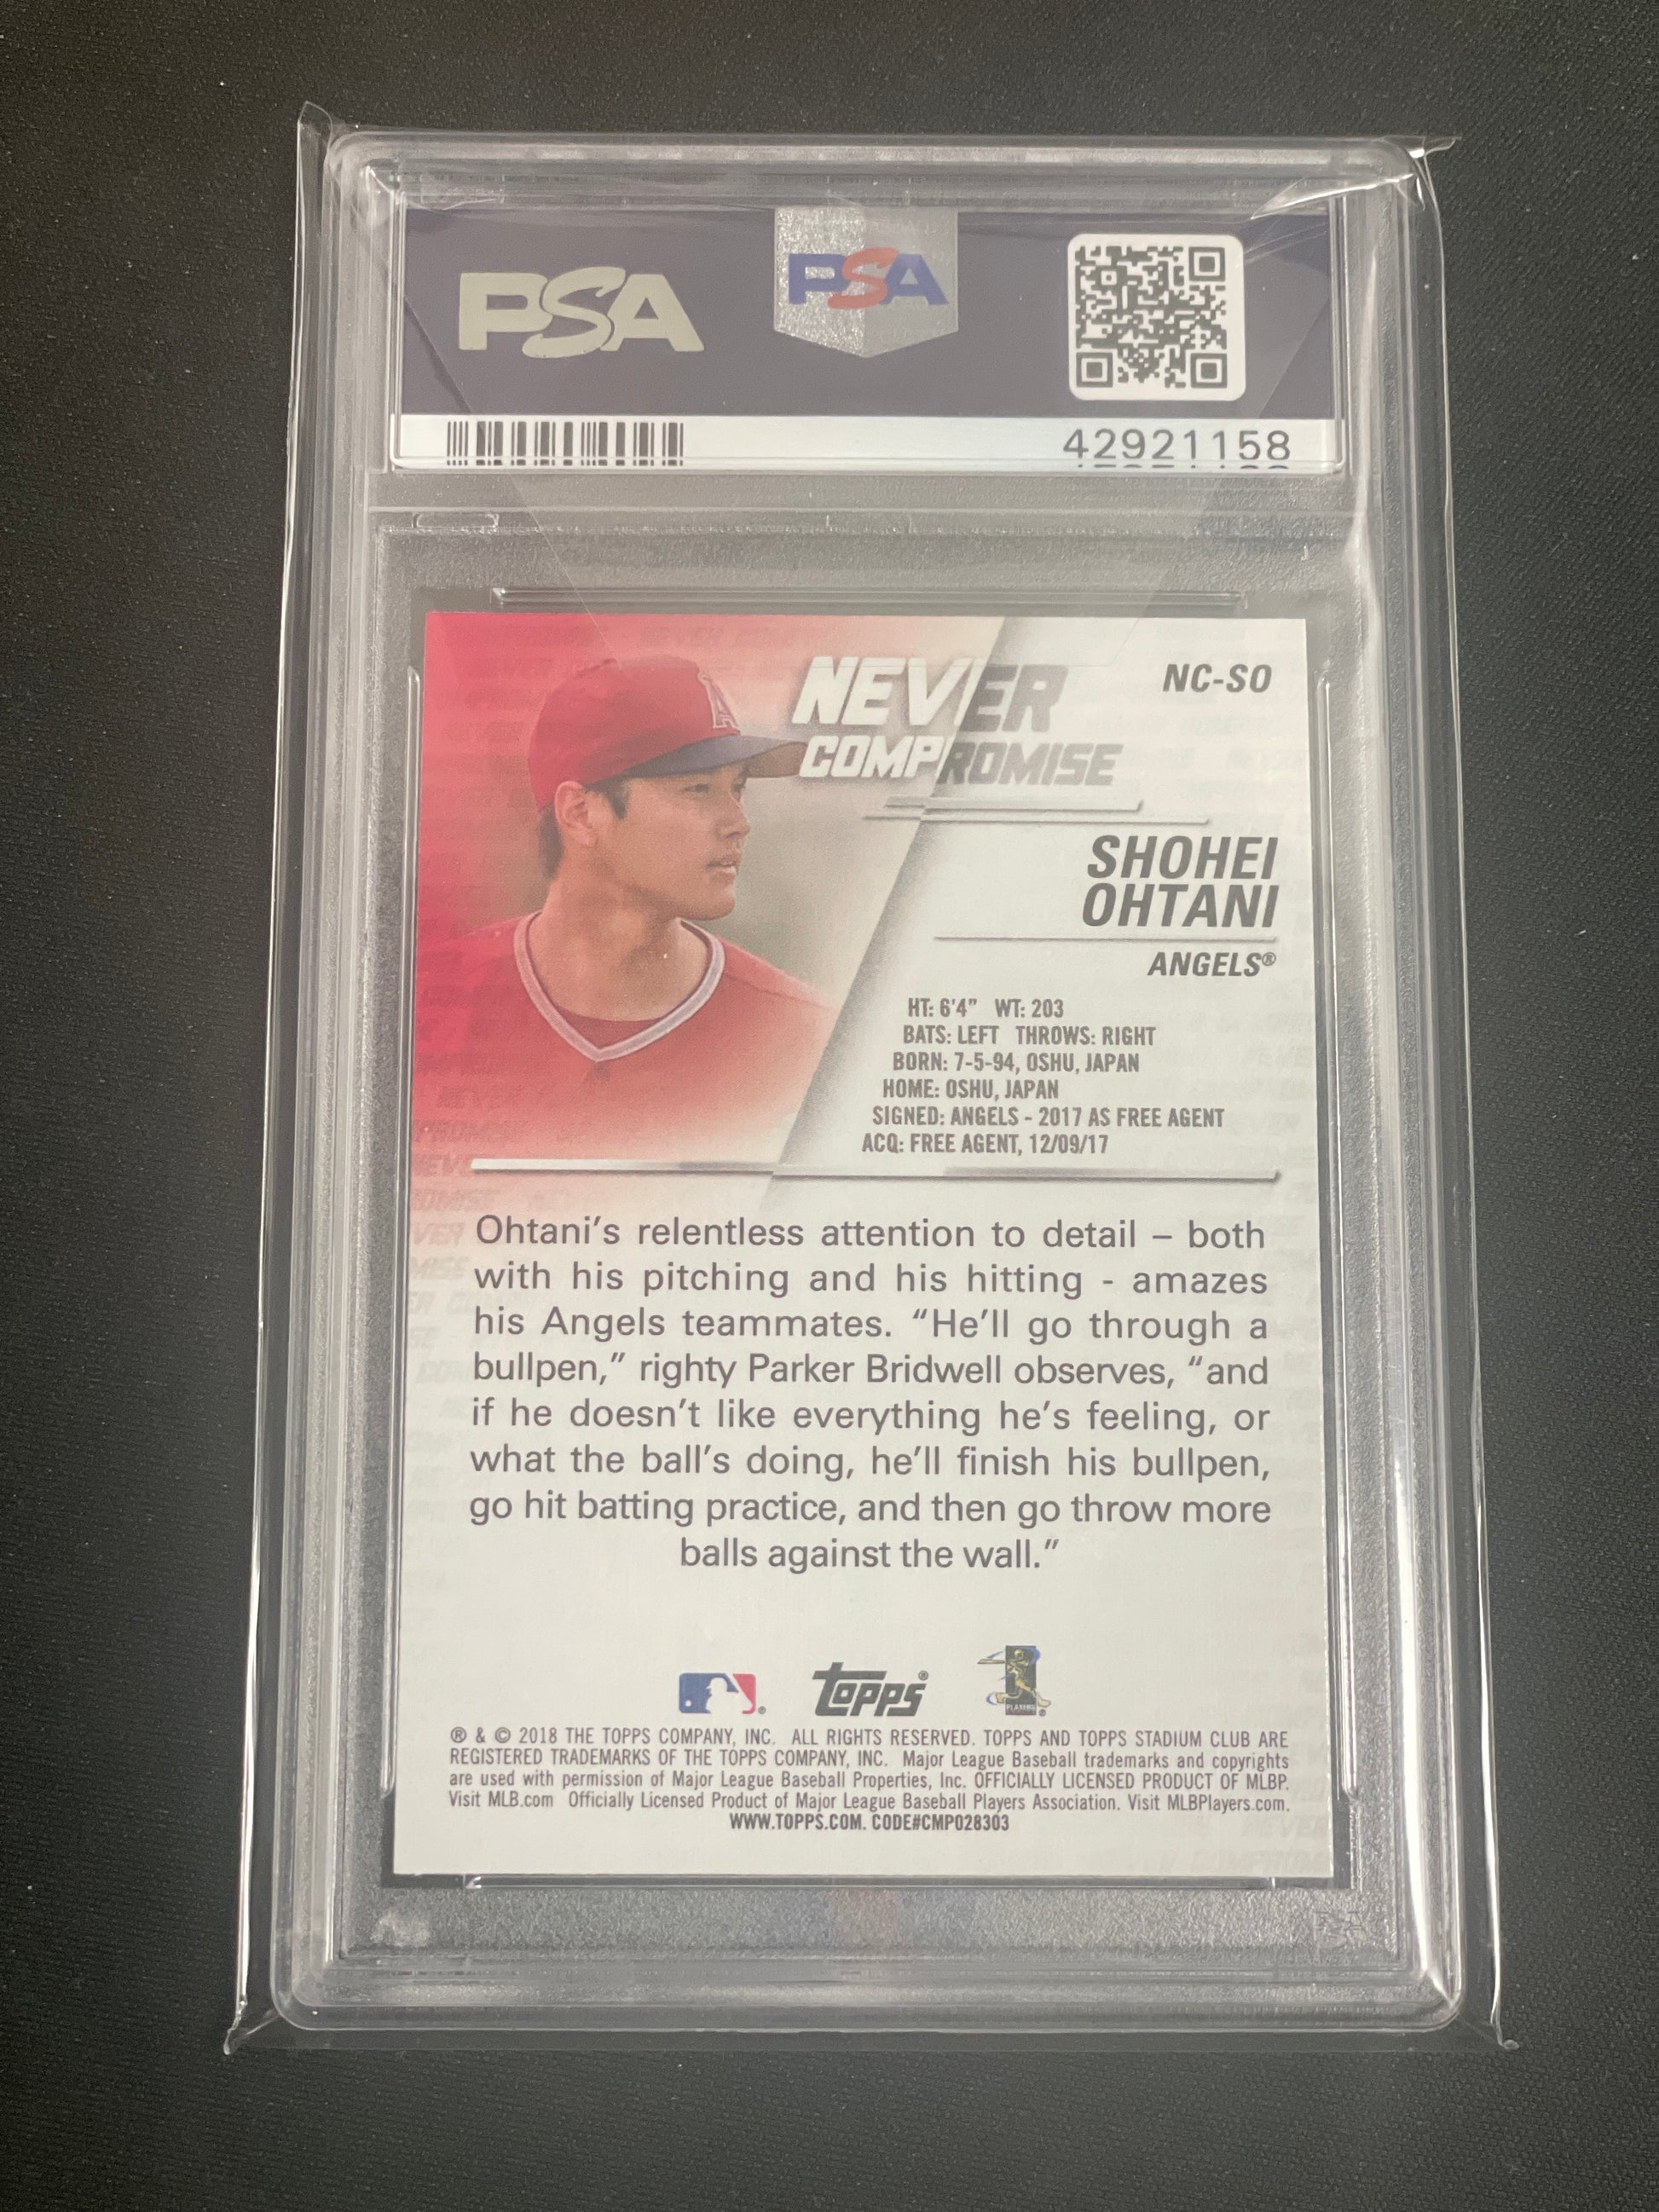 PSA
PSA
42921158
NEVER
COMPROMISE
NC-SO
SHOHEI
OHTANI
ANGELS®
HT: 6'4” WT: 203
BATS: LEFT THROWS: RIGHT
BORN: 7-5-94, OSHU, JAPAN
HOME: OSHU, JAPAN
SIGNED: ANGELS - 2017 AS FREE AGENT
ACQ: FREE AGENT, 12/09/17
Ohtani’s relentless attention to detail – both
with his pitching and his hitting - amazes
his Angels teammates. “He’ll go through a
bullpen,” righty Parker Bridwell observes, “and
if he doesn’t like everything he’s feeling, or
what the ball’s doing, he’ll finish his bullpen,
go hit batting practice, and then go throw more
balls against the wall.”
topps®
PLAYERS
® & © 2018 THE TOPPS COMPANY, INC. ALL RIGHTS RESERVED. TOPPS AND TOPPS STADIUM CLUB ARE
REGISTERED TRADEMARKS OF THE TOPPS COMPANY, INC. Major League Baseball trademarks and copyrights
are used with permission of Major League Baseball Properties, Inc. OFFICIALLY LICENSED PRODUCT OF MLBP.
Visit MLB.com Officially Licensed Product of Major League Baseball Players Association. Visit MLBPlayers.com.
WWW.TOPPS.COM. CODE#CMP028303